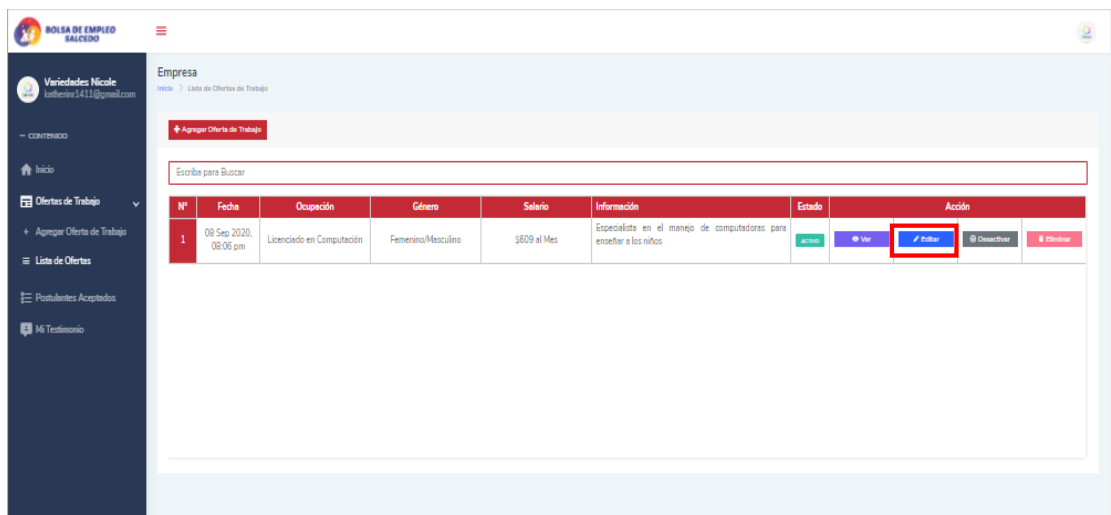 BOLSA DE EMPLEO
SALCEDO
Variedades Nicole
katherinr1411@gmail.com
Empresa
Inicio > Lista de Ofertas de Trabajo
– CONTENIDO
+ Agregar Oferta de Trabajo
Inicio
Escriba para Buscar
Ofertas de Trabajo
+ Agregar Oferta de Trabajo
Lista de Ofertas
Postulantes Aceptados
Mi Testimonio
N° Fecha Ocupación Género Salario Información Estado Acción
1 08 Sep 2020, 08:06 pm Licenciado en Computación Femenino/Masculino $609 al Mes Especialista en el manejo de computadoras para enseñar a los niños ACTIVO Ver Editar Desactivar Eliminar